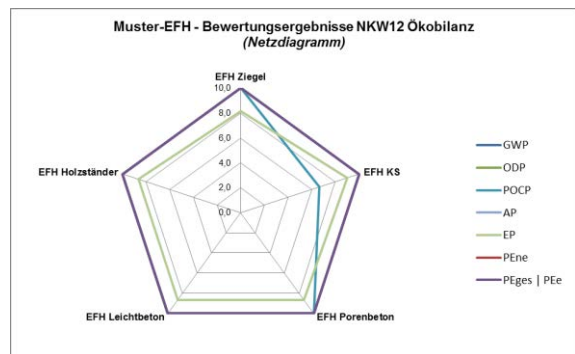 Muster-EFH - Bewertungsergebnisse NKW12 Ökobilanz
(Netzdiagramm)
EFH Ziegel
10,0
8,0
6,0
4,0
2,0
0,0
EFH Holzständer
EFH KS
EFH Leichtbeton
EFH Porenbeton
GWP
ODP
POCP
AP
EP
PEne
PEges | PEe